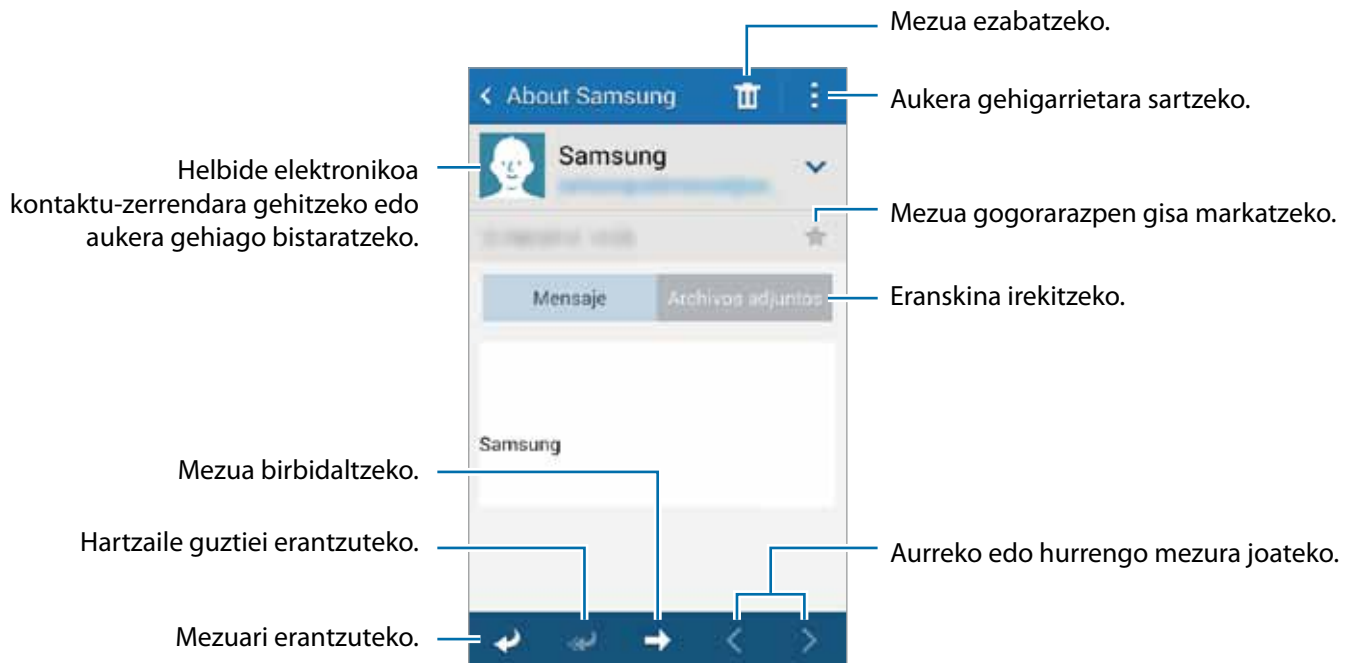 Mezua ezabatzeko.
< About Samsung
Aukera gehigarrietara sartzeko.
Samsung
Helbide elektronikoa
kontaktu-zerrendara gehitzeko edo
aukera gehiago bistaratzeko.
Mezua gogorarazpen gisa markatzeko.
Mensaje
Archivos adjuntos
Eranskina irekitzeko.
Samsung
Mezua birbidaltzeko.
Hartzaile guztiei erantzuteko.
Aurreko edo hurrengo mezura joateko.
Mezuari erantzuteko.